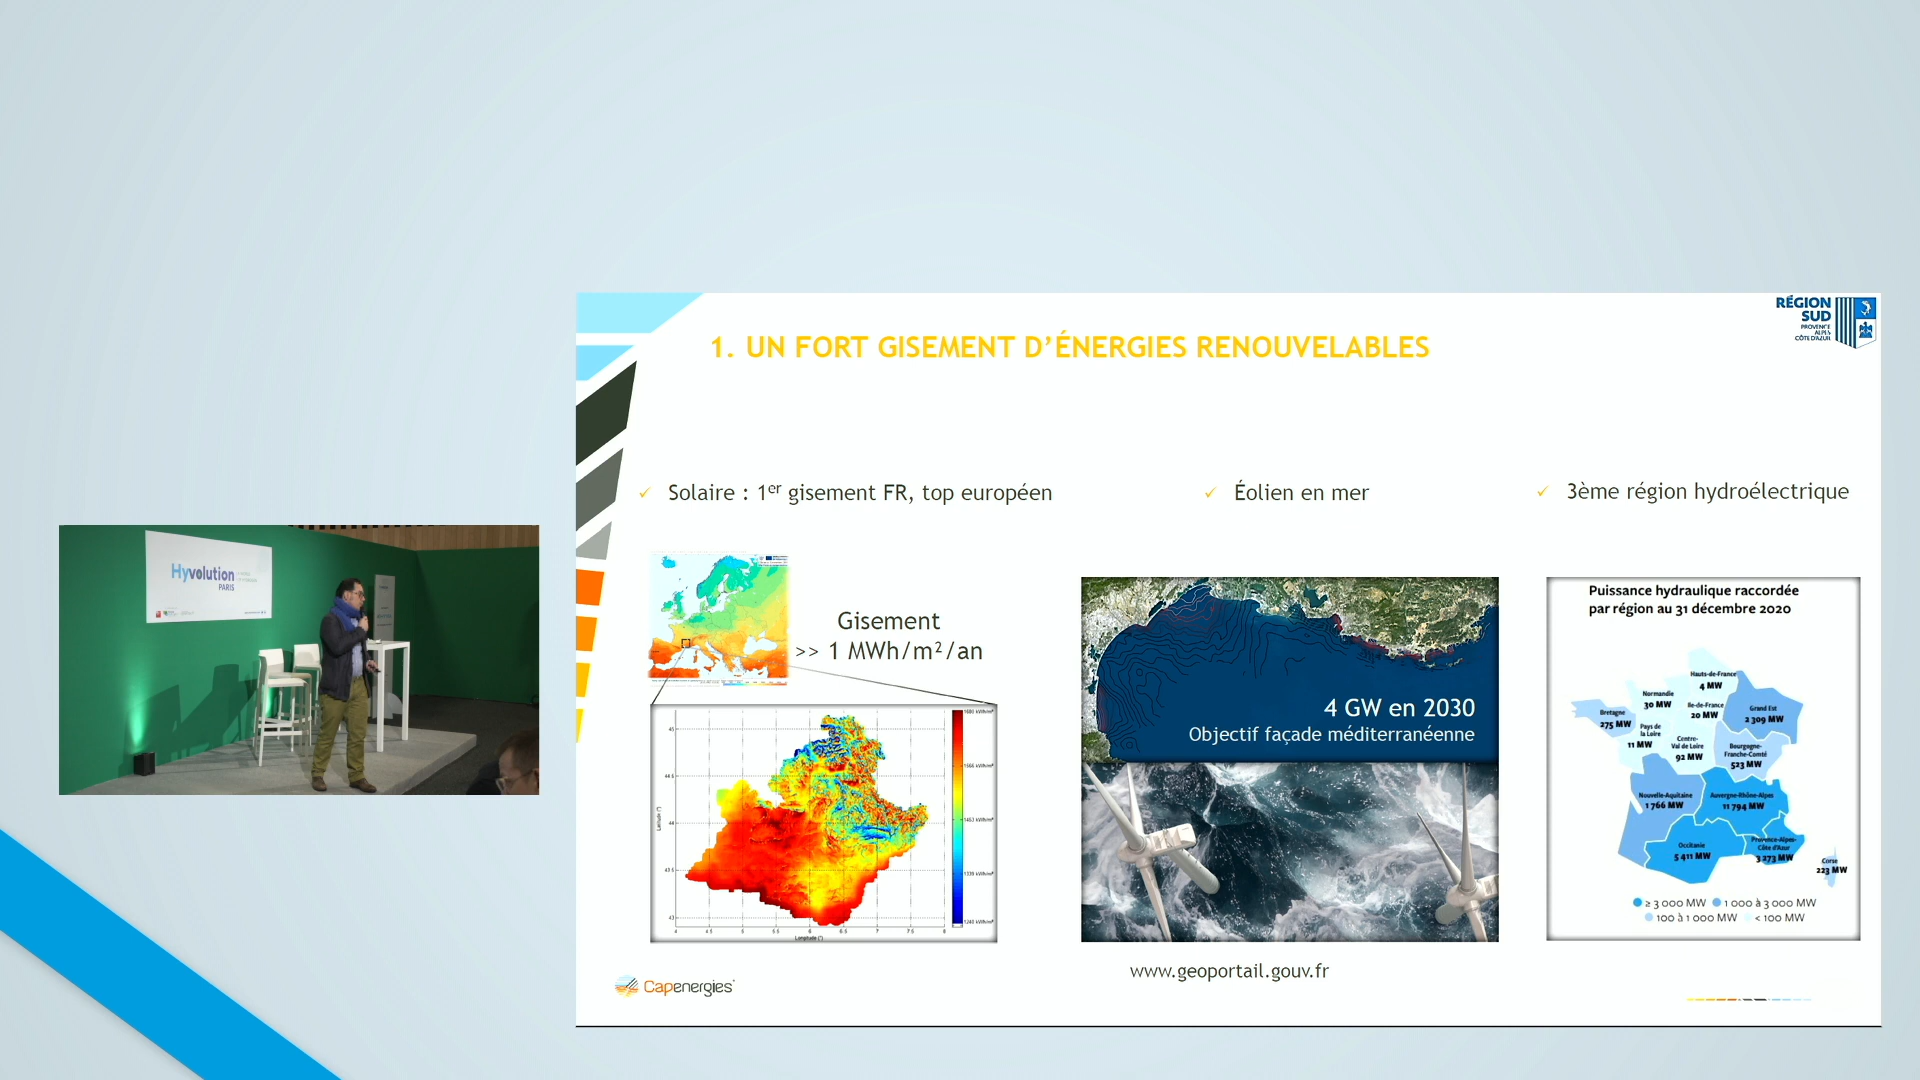 RÉGION
SUD
PROVENCE
ALPES
CÔTE D'AZUR
1. UN FORT GISEMENT D'ÉNERGIES RENOUVELABLES
✓ Solaire : 1er gisement FR, top européen
✓ Éolien en mer
✓ 3ème région hydroélectrique
Hyvolution
PARIS
Gisement
>> 1 MWh/m²/an
Longitude (°)
4 GW en 2030
Objectif façade méditerranéenne
Puissance hydraulique raccordée
par région au 31 décembre 2020
Hauts-de-France
4 MW
Normandie
30 MW
Ile-de-France
20 MW
Grand Est
2 309 MW
Bretagne
275 MW
Pays de
la Loire
11 MW
Centre-
Val de Loire
92 MW
Bourgogne-
Franche-Comté
523 MW
Nouvelle-Aquitaine
1 766 MW
Auvergne-Rhône-Alpes
11 794 MW
Occitanie
5 411 MW
Provence-Alpes-
Côte d'Azur
3 273 MW
Corse
223 MW
≥ 3 000 MW 1 000 à 3 000 MW
100 à 1 000 MW < 100 MW
www.geoportail.gouv.fr
Capenergies